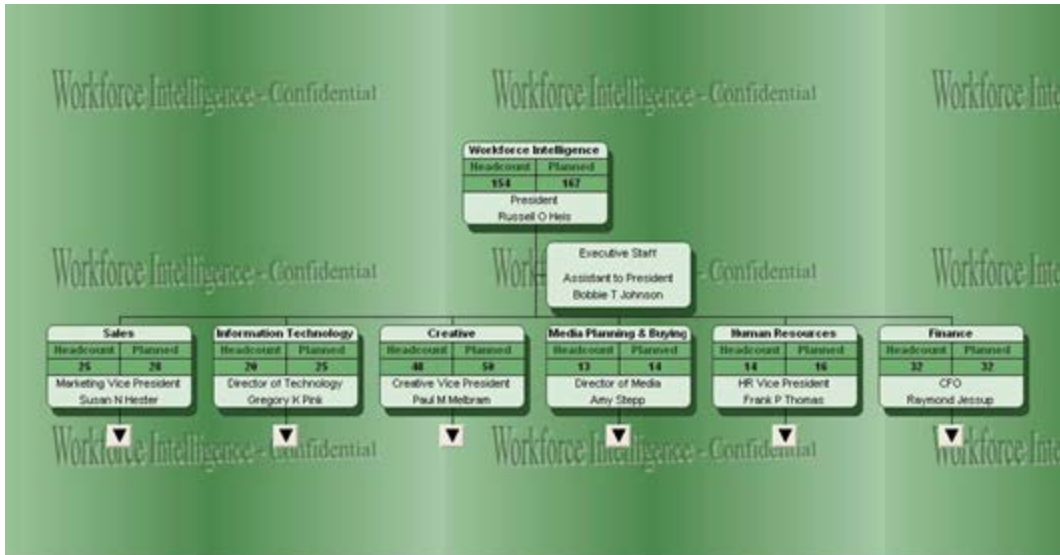 Workforce Intelligence - Confidential
Workforce Intelligence - Confidential
Workforce Inte
Workforce Intelligence
Headcount Planned
154 167
President
Russell O Heis
Executive Staff
Assistant to President
Bobbie T Johnson
Workforce Intelligence - Confidential
Work - Confidential
Workforce Inte
Sales
Headcount Planned
25 28
Marketing Vice President
Susan N Hester
Information Technology
Headcount Planned
20 25
Director of Technology
Gregory K Pink
Creative
Headcount Planned
48 50
Creative Vice President
Paul M Melbram
Media Planning & Buying
Headcount Planned
13 14
Director of Media
Amy Stepp
Human Resources
Headcount Planned
14 16
HR Vice President
Frank P Thomas
Finance
Headcount Planned
32 32
CFO
Raymond Jessup
Workforce Intelligence - Confidential
Workforce Intelligence - Confidential
Workforce Inte